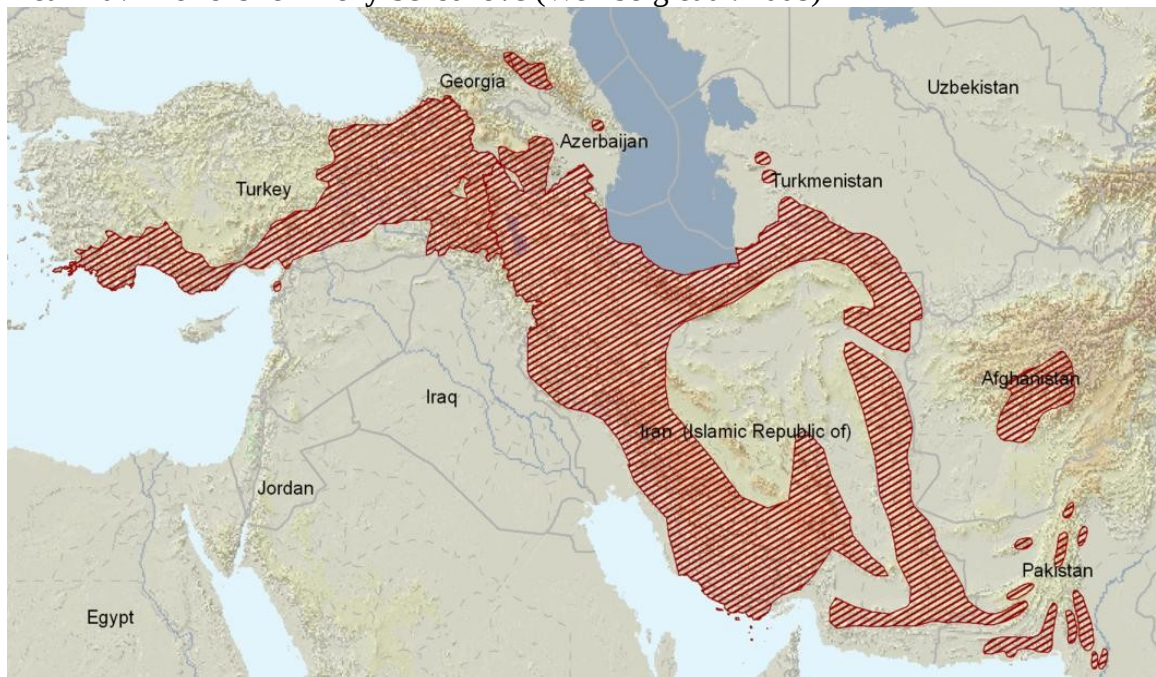 Georgia
Uzbekistan
Azerbaijan
Turkey
Turkmenistan
Afghanistan
Iraq
Iran (Islamic Republic of)
Jordan
Pakistan
Egypt